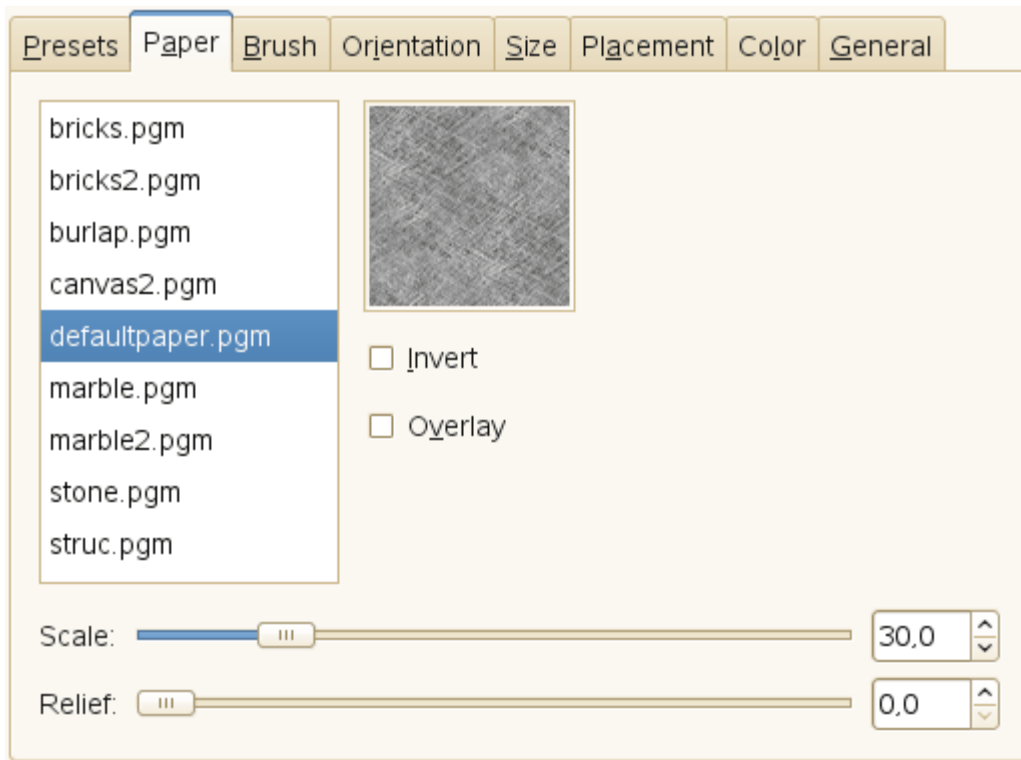 Presets Paper Brush Orientation Size Placement Color General
bricks.pgm
bricks2.pgm
burlap.pgm
canvas2.pgm
defaultpaper.pgm
marble.pgm
marble2.pgm
stone.pgm
struc.pgm
Invert
Overlay
Scale: 30,0
Relief: 0,0